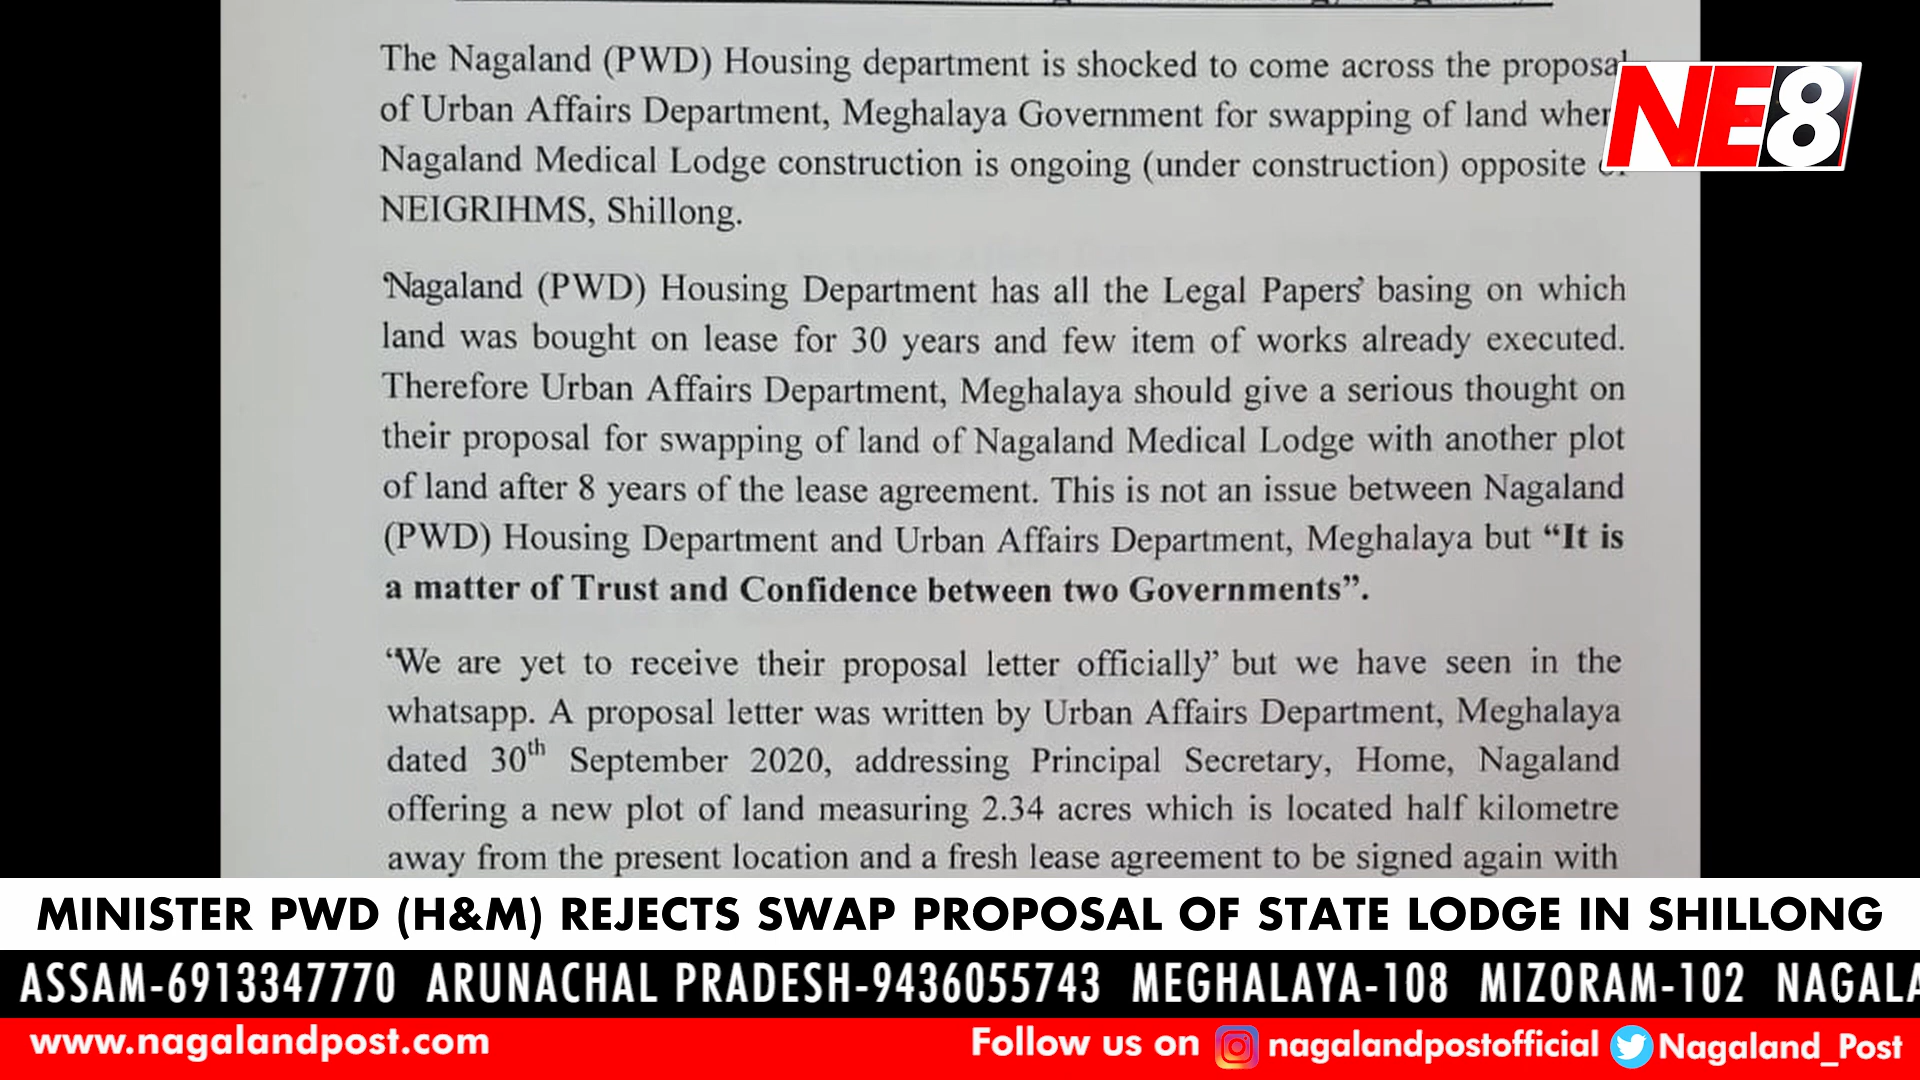 The Nagaland (PWD) Housing department is shocked to come across the proposal
of Urban Affairs Department, Meghalaya Government for swapping of land wher
Nagaland Medical Lodge construction is ongoing (under construction) opposite
NEIGRIHMS, Shillong.
‘Nagaland (PWD) Housing Department has all the Legal Papers’ basing on which
land was bought on lease for 30 years and few item of works already executed.
Therefore Urban Affairs Department, Meghalaya should give a serious thought on
their proposal for swapping of land of Nagaland Medical Lodge with another plot
of land after 8 years of the lease agreement. This is not an issue between Nagaland
(PWD) Housing Department and Urban Affairs Department, Meghalaya but “It is
a matter of Trust and Confidence between two Governments”.
“We are yet to receive their proposal letter officially” but we have seen in the
whatsapp. A proposal letter was written by Urban Affairs Department, Meghalaya
dated 30th September 2020, addressing Principal Secretary, Home, Nagaland
offering a new plot of land measuring 2.34 acres which is located half kilometre
away from the present location and a fresh lease agreement to be signed again with
NE8
MINISTER PWD (H&M) REJECTS SWAP PROPOSAL OF STATE LODGE IN SHILLONG
ASSAM-6913347770 ARUNACHAL PRADESH-9436055743 MEGHALAYA-108 MIZORAM-102 NAGALA
www.nagalandpost.com Follow us on nagalandpostofficial Nagaland_Post